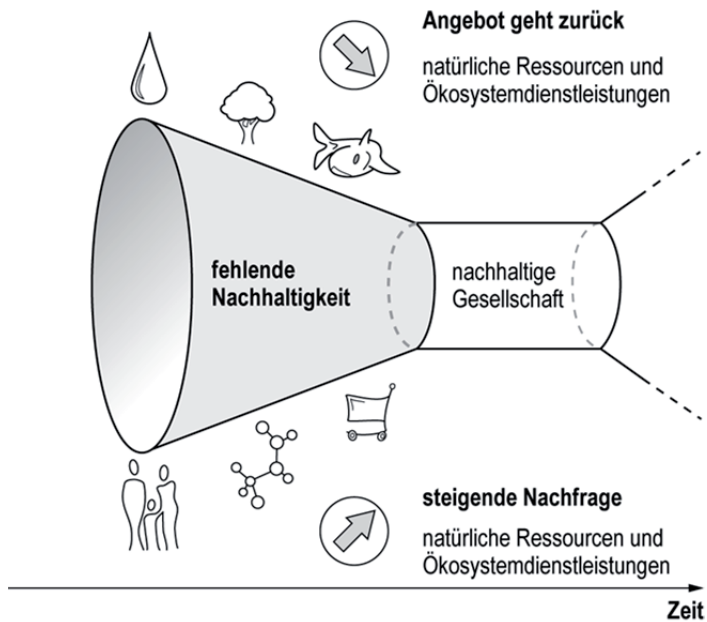 Angebot geht zurück
natürliche Ressourcen und
Ökosystemdienstleistungen
fehlende
Nachhaltigkeit
nachhaltige
Gesellschaft
steigende Nachfrage
natürliche Ressourcen und
Ökosystemdienstleistungen
Zeit